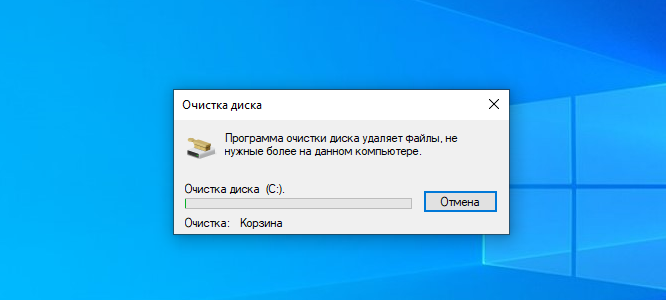 Очистка диска
Программа очистки диска удаляет файлы, не
нужные более на данном компьютере.
Очистка диска (C:).
Отмена
Очистка: Корзина